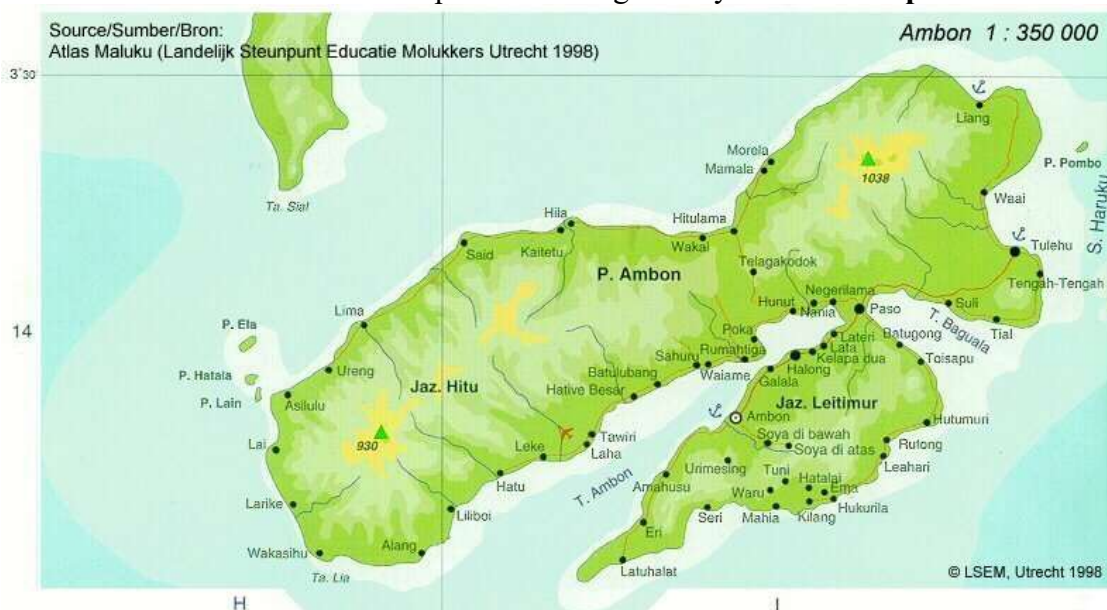 Source/Sumber/Bron:
Atlas Maluku (Landelijk Steunpunt Educatie Molukkers Utrecht 1998)
Ambon 1 : 350 000
3°30
Liang
Morela
Mamala
1038
P. Pombo
Waai
S. Haruku
Ta. Sial
Hila
Kaitetu
Hitulama
Wakal
Said
Tulehu
P. Ambon
Telagakodok
Tengah-Tengah
Negerilama
Hunut
Nania
Paso
Suli
Tial
T. Baguala
Lima
14
P. Ela
Poka
Rumahtiga
Lateri
Lata
Kelapa dua
Batugong
Toisapu
Sahuru
Waiame
Halong
Galala
P. Hatala
Ureng
Jaz. Hitu
Batulubang
Hative Besar
Jaz. Leitimur
P. Lain
Asilulu
Ambon
Hutumuri
930
Lai
Leke
Tawiri
Laha
Soya di bawah
Soya di atas
Rutong
Leahari
Hatu
T. Ambon
Urimesing
Amahusu
Tuni
Hatalai
Waru
Ema
Hukurila
Larike
Liliboi
Seri
Mahia
Kilang
Eri
Wakasihu
Alang
Ta. Lia
Latuhalat
© LSEM, Utrecht 1998
H
I